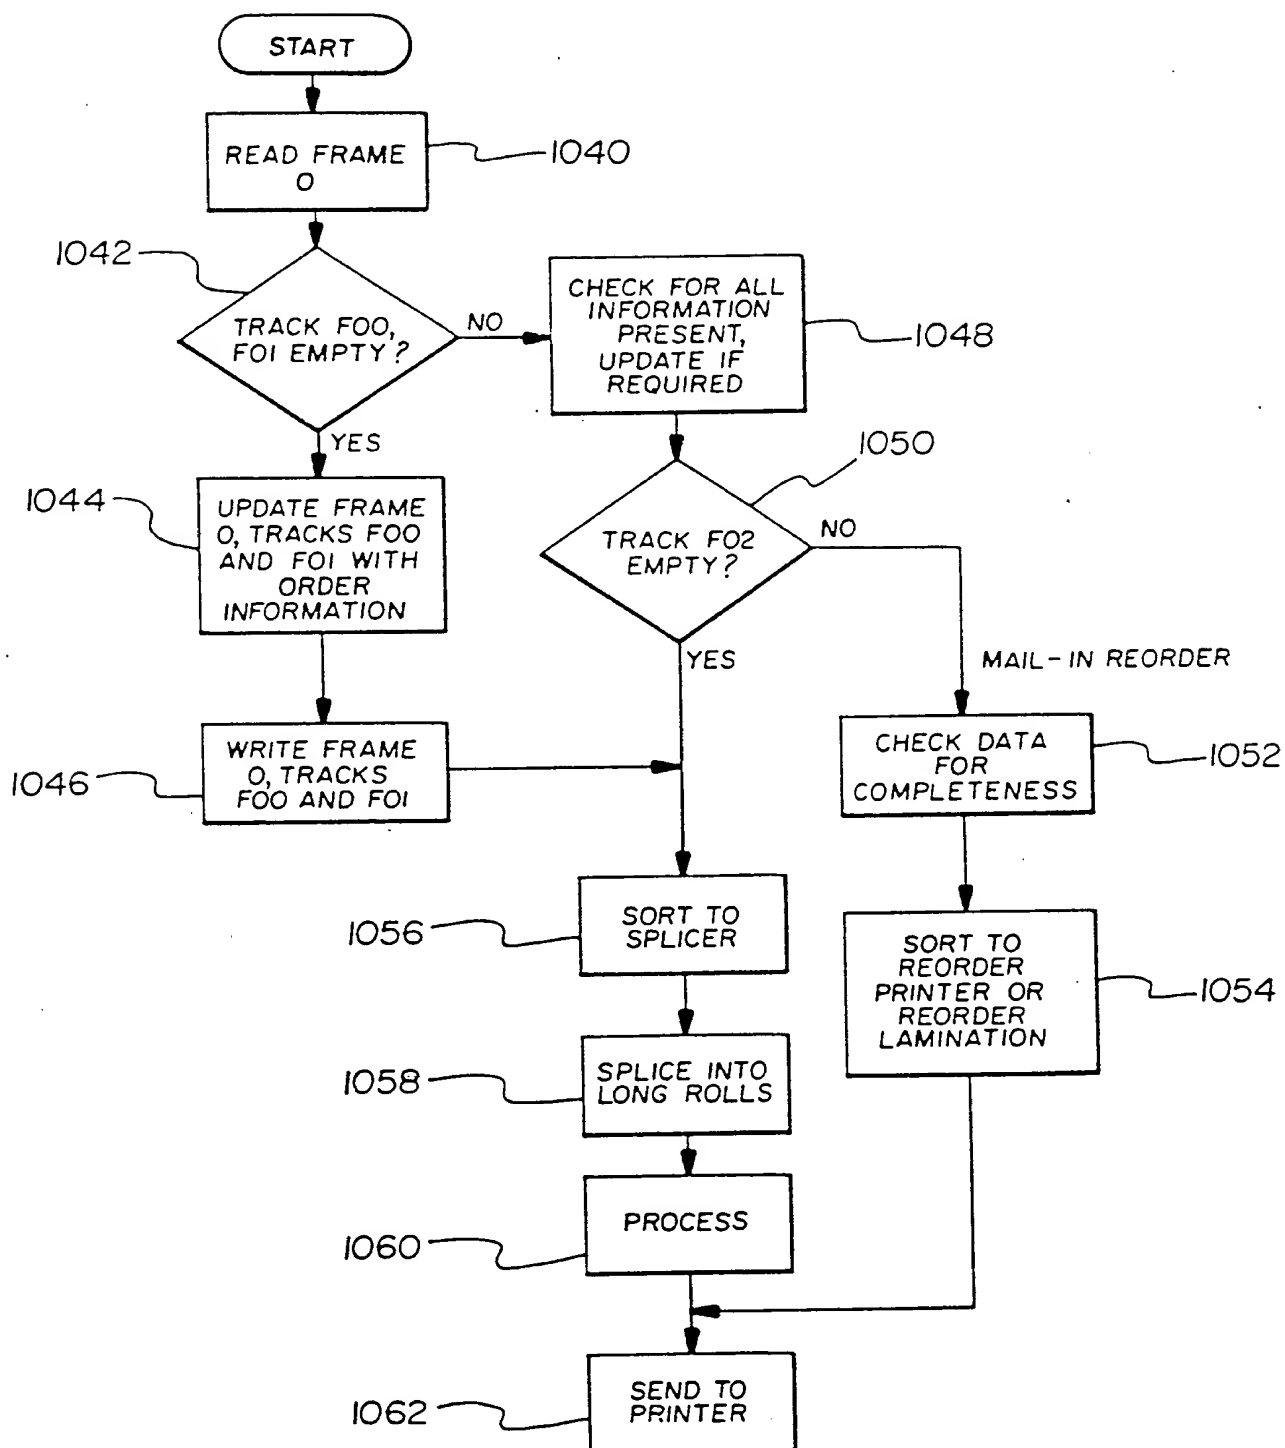 START
READ FRAME
0
1040
1042
TRACK F00,
F01 EMPTY?
NO
YES
CHECK FOR ALL
INFORMATION
PRESENT,
UPDATE IF
REQUIRED
1048
1044
UPDATE FRAME
0, TRACKS F00
AND F01 WITH
ORDER
INFORMATION
1050
TRACK F02
EMPTY?
NO
YES
MAIL-IN REORDER
1046
WRITE FRAME
0, TRACKS
F00 AND F01
CHECK DATA
FOR
COMPLETENESS
1052
1056
SORT TO
SPLICER
SORT TO
REORDER
PRINTER OR
REORDER
LAMINATION
1054
1058
SPLICE INTO
LONG ROLLS
1060
PROCESS
1062
SEND TO
PRINTER